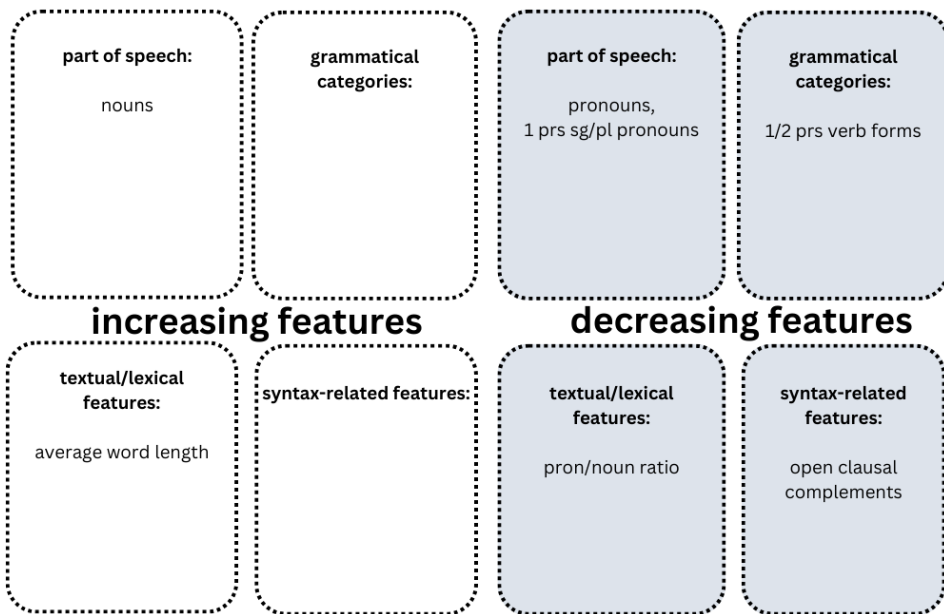 part of speech:
nouns
grammatical
categories:
part of speech:
pronouns,
1 prs sg/pl pronouns
grammatical
categories:
1/2 prs verb forms
increasing features
decreasing features
textual/lexical
features:
average word length
syntax-related features:
textual/lexical
features:
pron/noun ratio
syntax-related
features:
open clausal
complements